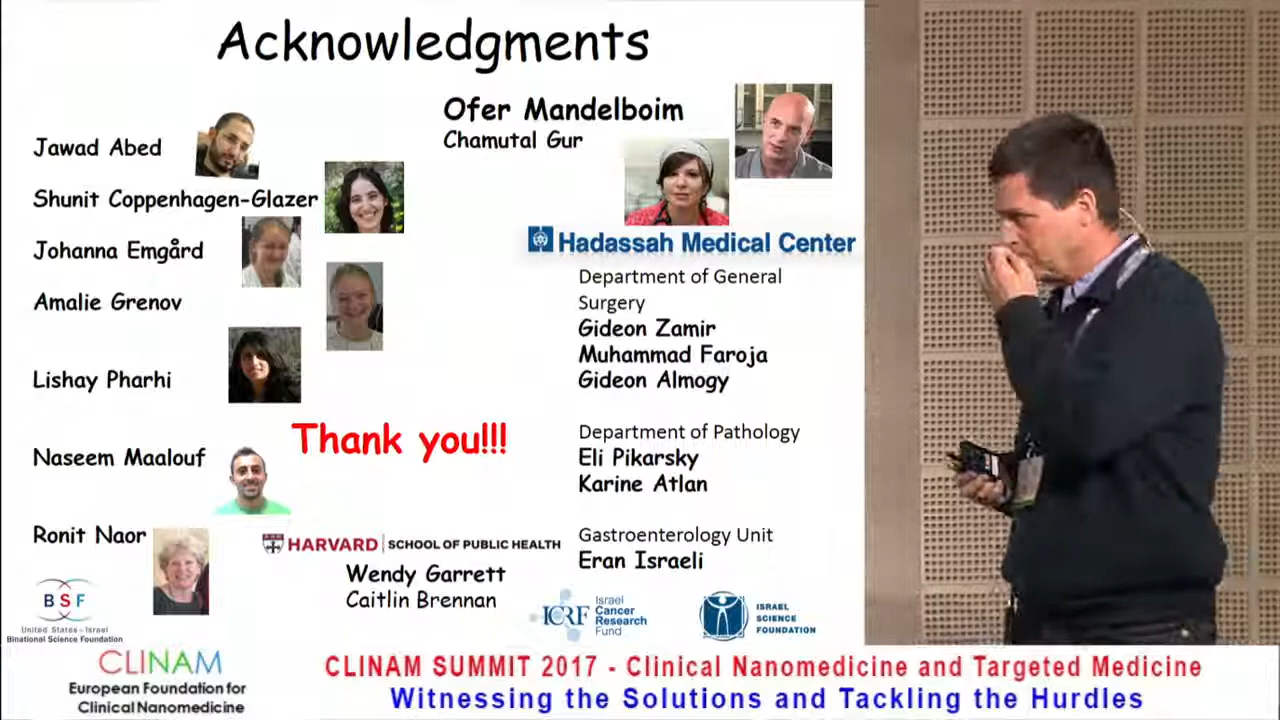 Acknowledgments
Jawad Abed
Shunit Coppenhagen-Glazer
Johanna Emgård
Amalie Grenov
Lishay Pharhi
Naseem Maalouf
Ronit Naor
Ofer Mandelboim
Chamutal Gur
Hadassah Medical Center
Department of General
Surgery
Gideon Zamir
Muhammad Faroja
Gideon Almogy
Department of Pathology
Eli Pikarsky
Karine Atlan
Gastroenterology Unit
Eran Israeli
Thank you!!!
HARVARD SCHOOL OF PUBLIC HEALTH
Wendy Garrett
Caitlin Brennan
BSF
United States - Israel
Binational Science Foundation
ICRF
Israel
Cancer
Research
Fund
ISRAEL
SCIENCE
FOUNDATION
CLINAM
European Foundation for
Clinical Nanomedicine
CLINAM SUMMIT 2017 - Clinical Nanomedicine and Targeted Medicine
Witnessing the Solutions and Tackling the Hurdles